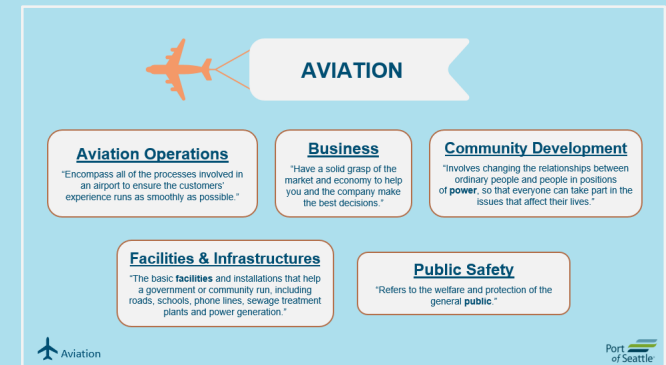 AVIATION
Aviation Operations
“Encompass all of the processes involved in
an airport to ensure the customers’
experience runs as smoothly as possible.”
Business
“Have a solid grasp of the
market and economy to help
you and the company make
the best decisions.”
Community Development
“Involves changing the relationships between
ordinary people and people in positions
of power, so that everyone can take part in the
issues that affect their lives.”
Facilities & Infrastructures
“The basic facilities and installations that help
a government or community run, including
roads, schools, phone lines, sewage treatment
plants and power generation.”
Public Safety
“Refers to the welfare and protection of the
general public.”
Aviation
Port
of Seattle